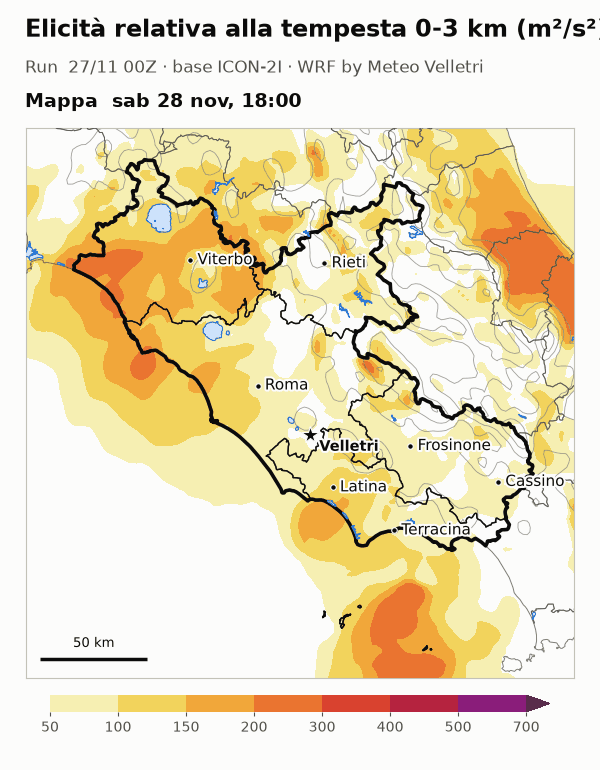 Elicità relativa alla tempesta 0-3 km (m²/s²)
Run  27/11 00Z · base ICON-2I · WRF by Meteo Velletri
Mappa  sab 28 nov, 18:00
Viterbo
Rieti
Roma
Velletri
Frosinone
Latina
Cassino
Terracina
50 km
50 100 150 200 300 400 500 700